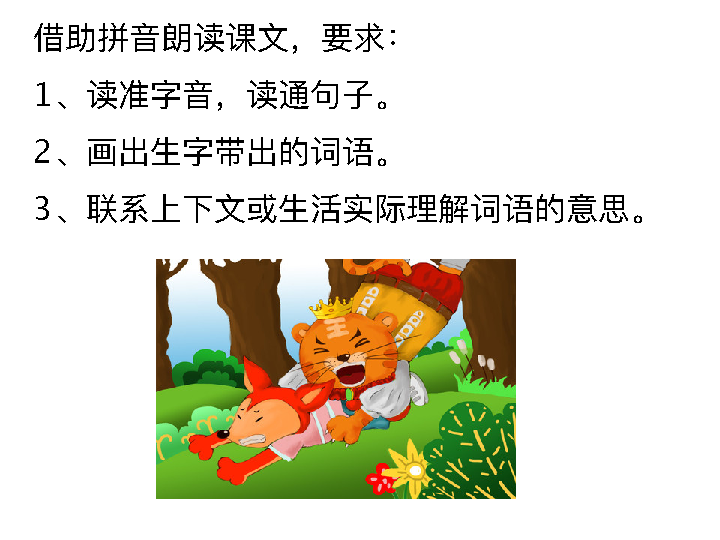 借助拼音朗读课文，要求：
1、读准字音，读通句子。
2、画出生字带出的词语。
3、联系上下文或生活实际理解词语的意思。